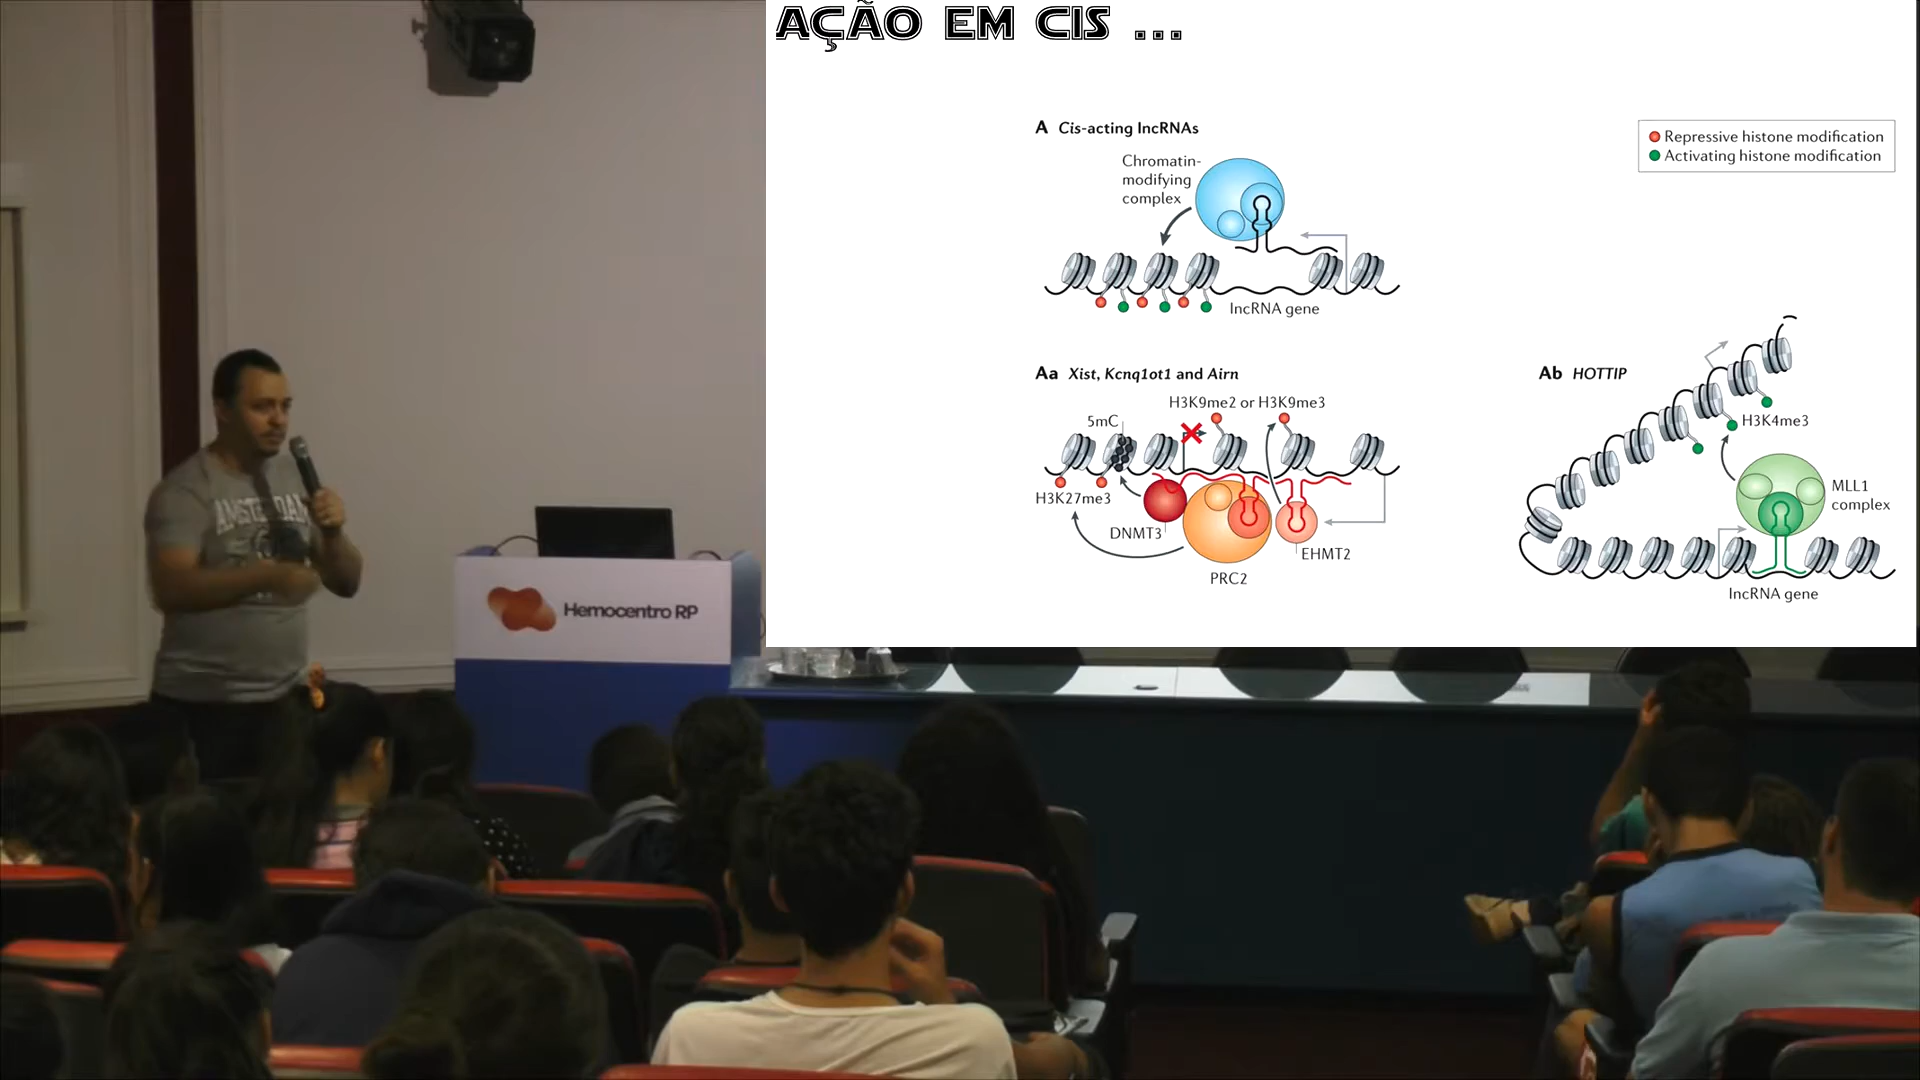 AÇÃO EM CIS ...
A Cis-acting lncRNAs
Chromatin-
modifying
complex
lncRNA gene
Repressive histone modification
Activating histone modification
Aa Xist, Kcnq1ot1 and Airn
H3K9me2 or H3K9me3
5mC
H3K27me3
DNMT3
EHMT2
PRC2
Ab HOTTIP
H3K4me3
MLL1
complex
lncRNA gene
AMSTERDAM
Hemocentro RP